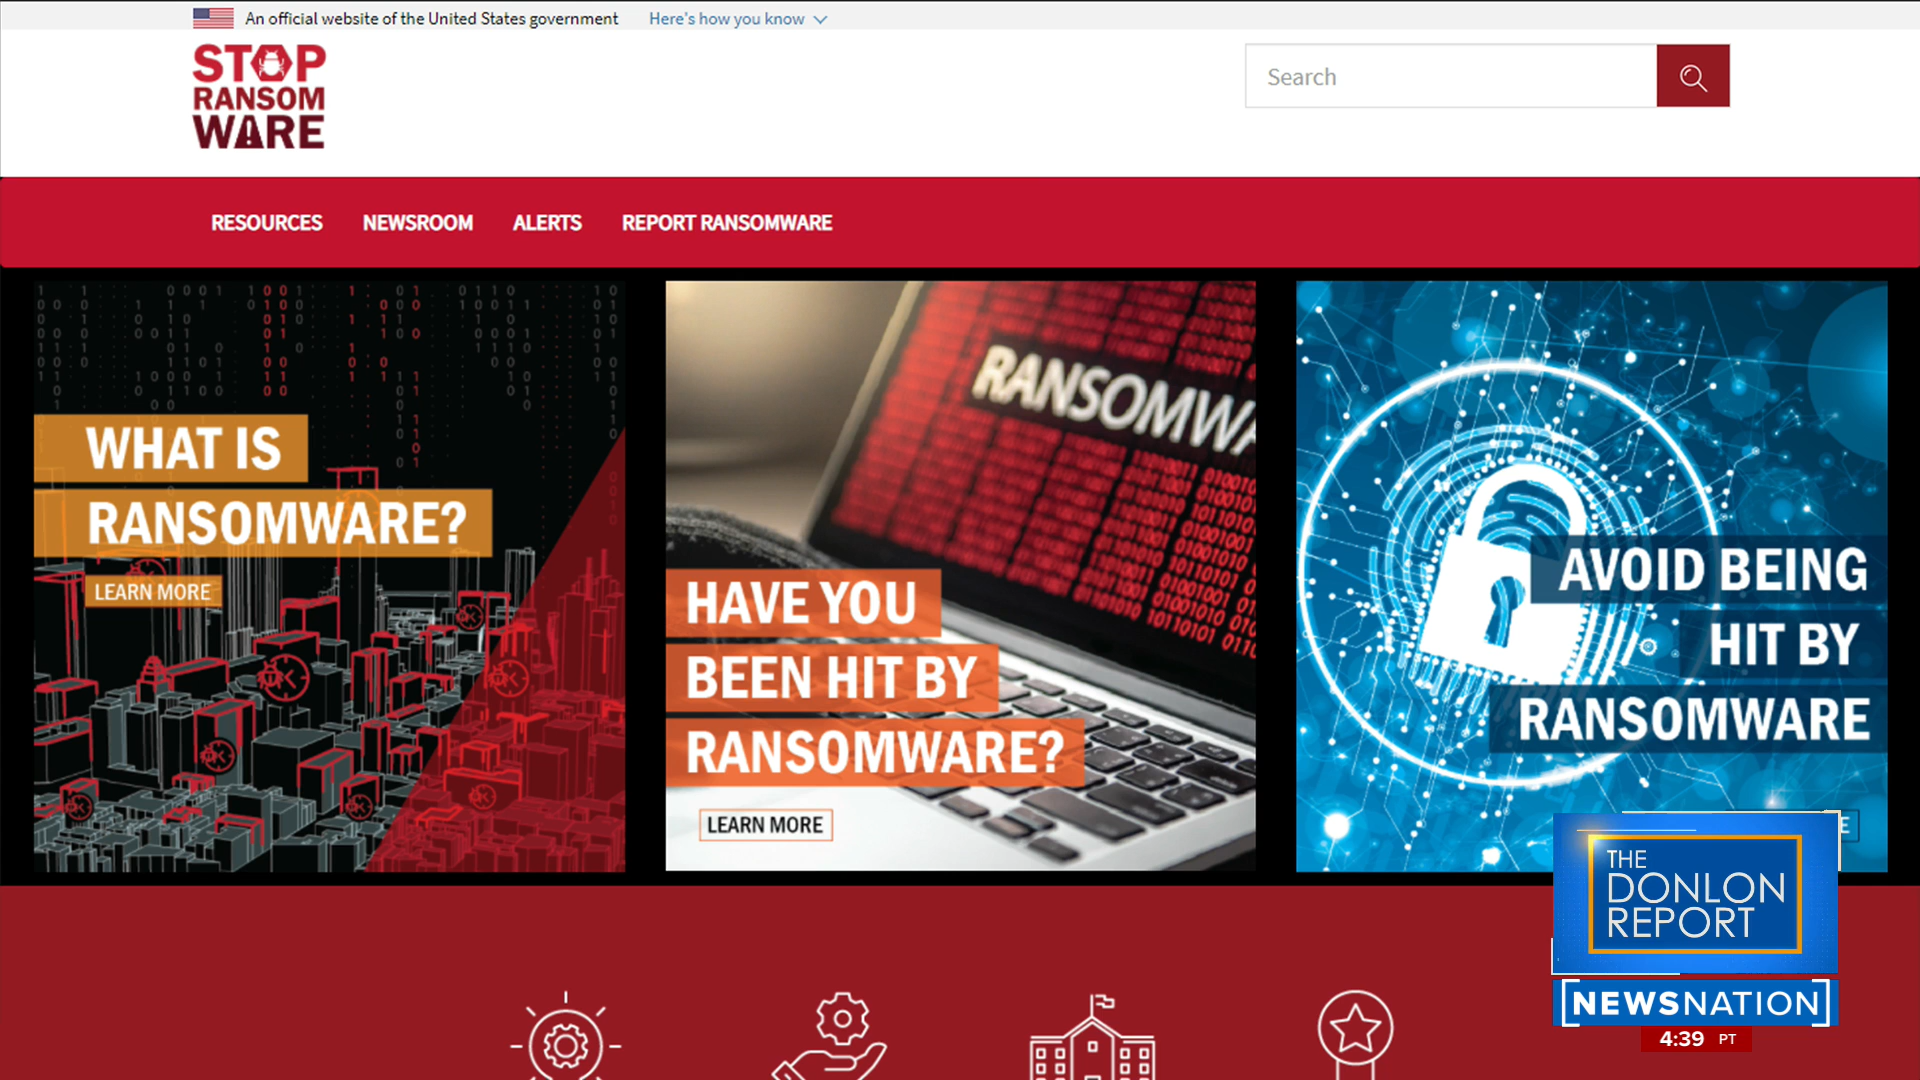 An official website of the United States government Here's how you know
STOP
RANSOM
WARE
Search
RESOURCES NEWSROOM ALERTS REPORT RANSOMWARE
WHAT IS
RANSOMWARE?
LEARN MORE
RANSOMWA
HAVE YOU
BEEN HIT BY
RANSOMWARE?
LEARN MORE
AVOID BEING
HIT BY
RANSOMWARE
E
THE
DONLON
REPORT
[NEWSNATION]
4:39 PT